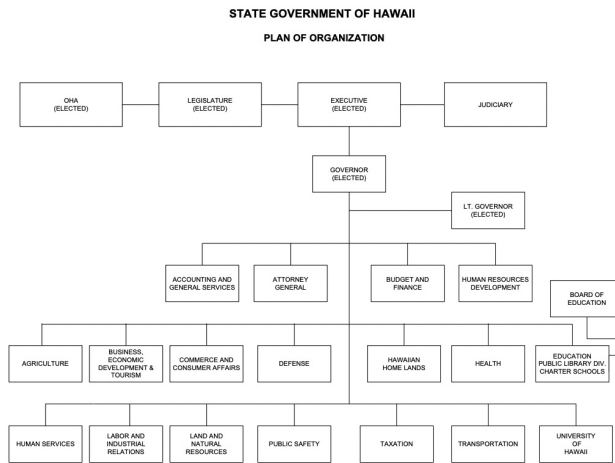 STATE GOVERNMENT OF HAWAII
PLAN OF ORGANIZATION
OHA
(ELECTED)
LEGISLATURE
(ELECTED)
EXECUTIVE
(ELECTED)
JUDICIARY
GOVERNOR
(ELECTED)
LT. GOVERNOR
(ELECTED)
ACCOUNTING AND
GENERAL SERVICES
ATTORNEY
GENERAL
BUDGET AND
FINANCE
HUMAN RESOURCES
DEVELOPMENT
BOARD OF
EDUCATION
AGRICULTURE
BUSINESS,
ECONOMIC
DEVELOPMENT &
TOURISM
COMMERCE AND
CONSUMER AFFAIRS
DEFENSE
HAWAIIAN
HOME LANDS
HEALTH
EDUCATION
PUBLIC LIBRARY DIV.
CHARTER SCHOOLS
HUMAN SERVICES
LABOR AND
INDUSTRIAL
RELATIONS
LAND AND
NATURAL
RESOURCES
PUBLIC SAFETY
TAXATION
TRANSPORTATION
UNIVERSITY
OF
HAWAII